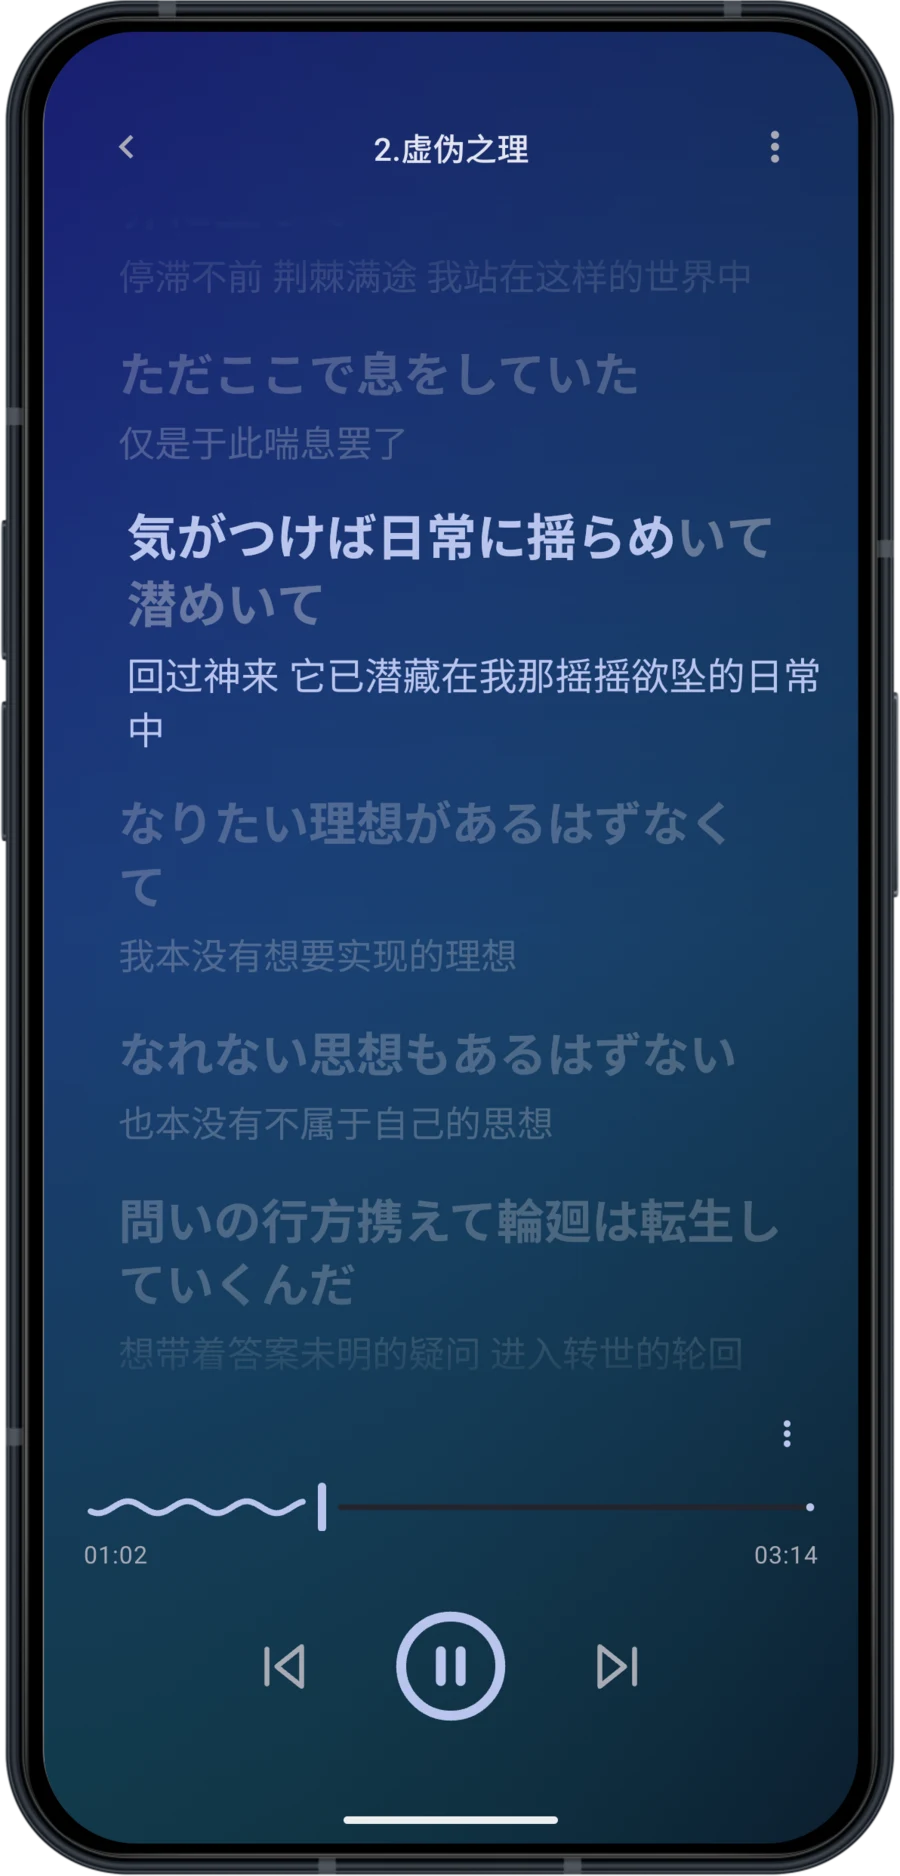 2.虚伪之理
停滞不前 荆棘满途 我站在这样的世界中
ただここで息をしていた
仅是于此喘息罢了
気がつけば日常に揺らめいて
潜めいて
回过神来 它已潜藏在我那摇摇欲坠的日常
中
なりたい理想があるはずなく
て
我本没有想要实现的理想
なれない思想もあるはずない
也本没有不属于自己的思想
問いの行方携えて輪廻は転生し
ていくんだ
想带着答案未明的疑问 进入转世的轮回
01:02
03:14